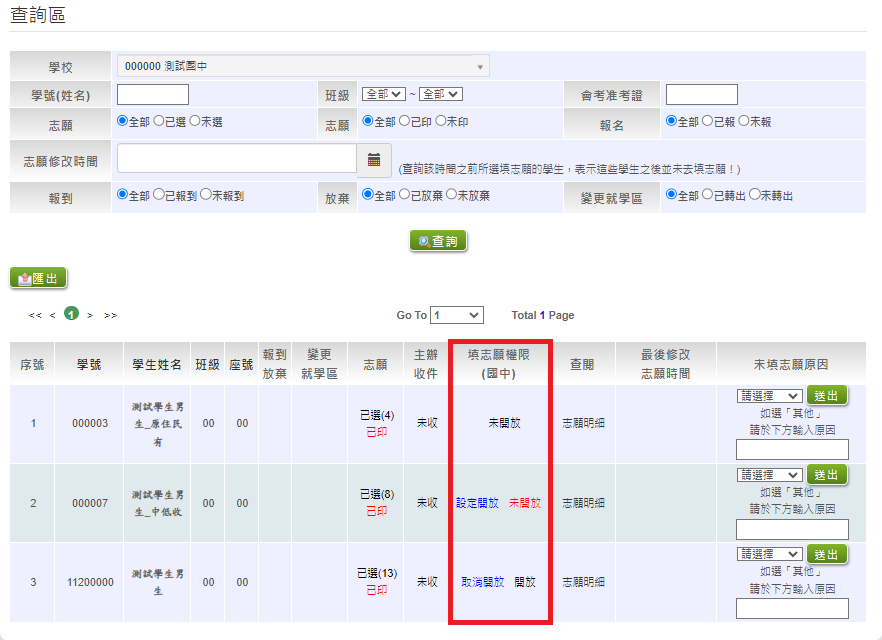 查詢區
學校 000000 測試國中
學號(姓名) 班級 全部 ~ 全部 會考准考證
志願 全部 已選 未選 志願 全部 已印 未印 報名 全部 已報 未報
志願修改時間 (查詢該時間之前所選填志願的學生，表示這些學生之後並未去填志願！)
報到 全部 已報到 未報到 放棄 全部 已放棄 未放棄 變更就學區 全部 已轉出 未轉出
查詢
匯出
<< < 1 > >> Go To 1 Total 1 Page
序號 學號 學生姓名 班級 座號 報到 放棄 變更 就學區 志願 主辦 收件 填志願權限 (國中) 查閱 最後修改 志願時間 未填志願原因
1 000003 測試學生男 生_原住民 有 00 00 已選(4) 已印 未收 未開放 志願明細 請選擇 送出
如選「其他」
請於下方輸入原因
2 000007 測試學生男 生_中低收 00 00 已選(8) 已印 未收 設定開放 未開放 志願明細 請選擇 送出
如選「其他」
請於下方輸入原因
3 11200000 測試學生男 生 00 00 已選(13) 已印 未收 取消開放 開放 志願明細 請選擇 送出
如選「其他」
請於下方輸入原因